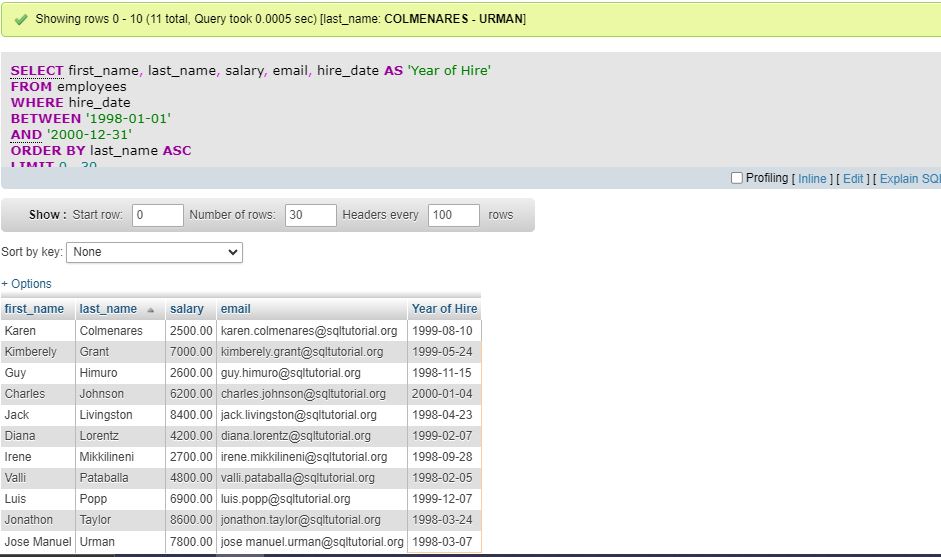 Showing rows 0 - 10 (11 total, Query took 0.0005 sec) [last_name: COLMENARES - URMAN]
SELECT first_name, last_name, salary, email, hire_date AS 'Year of Hire'
FROM employees
WHERE hire_date
BETWEEN '1998-01-01'
AND '2000-12-31'
ORDER BY last_name ASC
LIMIT 0 , 30
Profiling [ Inline ] [ Edit ] [ Explain SQL
Show : Start row: 0 Number of rows: 30 Headers every 100 rows
Sort by key: None
+ Options
first_name last_name salary email Year of Hire
Karen Colmenares 2500.00 karen.colmenares@sqltutorial.org 1999-08-10
Kimberely Grant 7000.00 kimberely.grant@sqltutorial.org 1999-05-24
Guy Himuro 2600.00 guy.himuro@sqltutorial.org 1998-11-15
Charles Johnson 6200.00 charles.johnson@sqltutorial.org 2000-01-04
Jack Livingston 8400.00 jack.livingston@sqltutorial.org 1998-04-23
Diana Lorentz 4200.00 diana.lorentz@sqltutorial.org 1999-02-07
Irene Mikkilineni 2700.00 irene.mikkilineni@sqltutorial.org 1998-09-28
Valli Pataballa 4800.00 valli.pataballa@sqltutorial.org 1998-02-05
Luis Popp 6900.00 luis.popp@sqltutorial.org 1999-12-07
Jonathon Taylor 8600.00 jonathon.taylor@sqltutorial.org 1998-03-24
Jose Manuel Urman 7800.00 jose manuel.urman@sqltutorial.org 1998-03-07